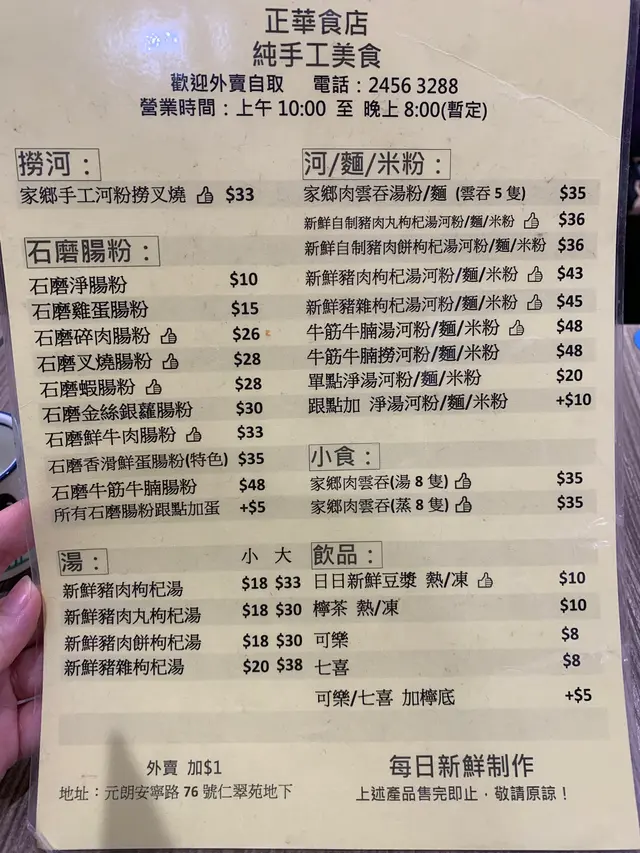 正華食店
純手工美食
歡迎外賣自取 電話：2456 3288
營業時間：上午 10:00 至 晚上 8:00(暫定)
撈河：
家鄉手工河粉撈叉燒 $33
石磨腸粉：
石磨淨腸粉 $10
石磨雞蛋腸粉 $15
石磨碎肉腸粉 $26
石磨叉燒腸粉 $28
石磨蝦腸粉 $28
石磨金絲銀蘿腸粉 $30
石磨鮮牛肉腸粉 $33
石磨香滑鮮蛋腸粉(特色) $35
石磨牛筋牛腩腸粉 $48
所有石磨腸粉跟點加蛋 +$5
湯： 小 大
新鮮豬肉枸杞湯 $18 $33
新鮮豬肉丸枸杞湯 $18 $30
新鮮豬肉餅枸杞湯 $18 $30
新鮮豬雜枸杞湯 $20 $38
河/麵/米粉：
家鄉肉雲吞湯粉/麵 (雲吞 5 隻) $35
新鮮自制豬肉丸枸杞湯河粉/麵/米粉 $36
新鮮自制豬肉餅枸杞湯河粉/麵/米粉 $36
新鮮豬肉枸杞湯河粉/麵/米粉 $43
新鮮豬雜枸杞湯河粉/麵/米粉 $45
牛筋牛腩湯河粉/麵/米粉 $48
牛筋牛腩撈河粉/麵/米粉 $48
單點淨湯河粉/麵/米粉 $20
跟點加 淨湯河粉/麵/米粉 +$10
小食：
家鄉肉雲吞(湯 8 隻) $35
家鄉肉雲吞(蒸 8 隻) $35
飲品：
日日新鮮豆漿 熱/凍 $10
檸茶 熱/凍 $10
可樂 $8
七喜 $8
可樂/七喜 加檸底 +$5
外賣 加$1
地址：元朗安寧路 76 號仁翠苑地下
每日新鮮制作
上述產品售完即止，敬請原諒！